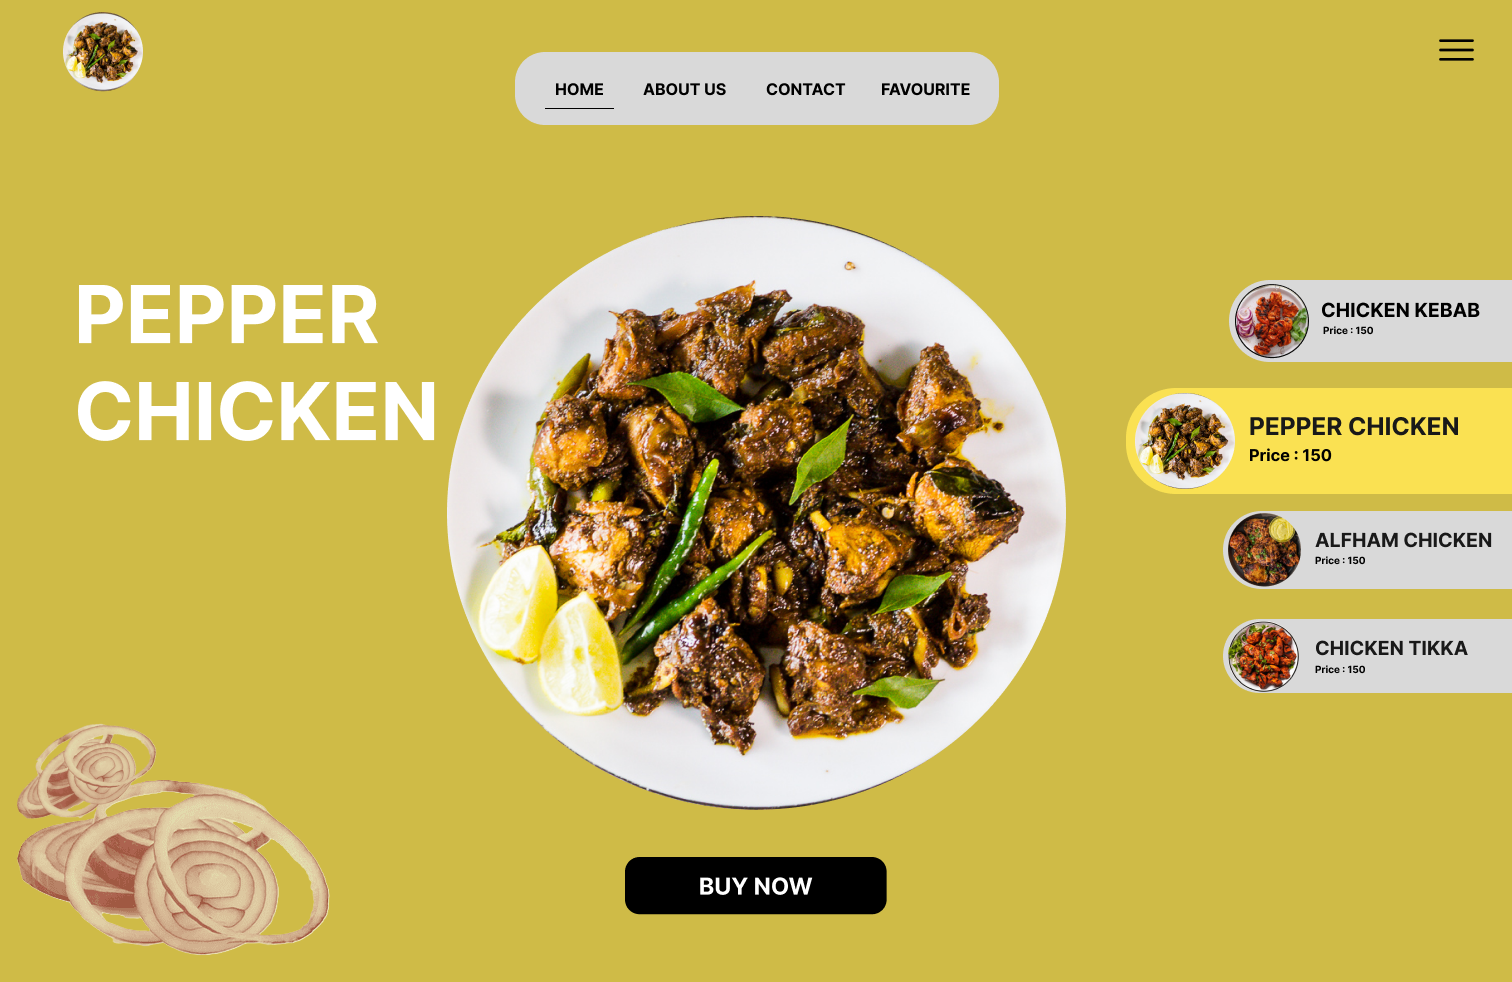 HOME ABOUT US CONTACT FAVOURITE
PEPPER
CHICKEN
CHICKEN KEBAB
Price : 150
PEPPER CHICKEN
Price : 150
ALFHAM CHICKEN
Price : 150
CHICKEN TIKKA
Price : 150
BUY NOW